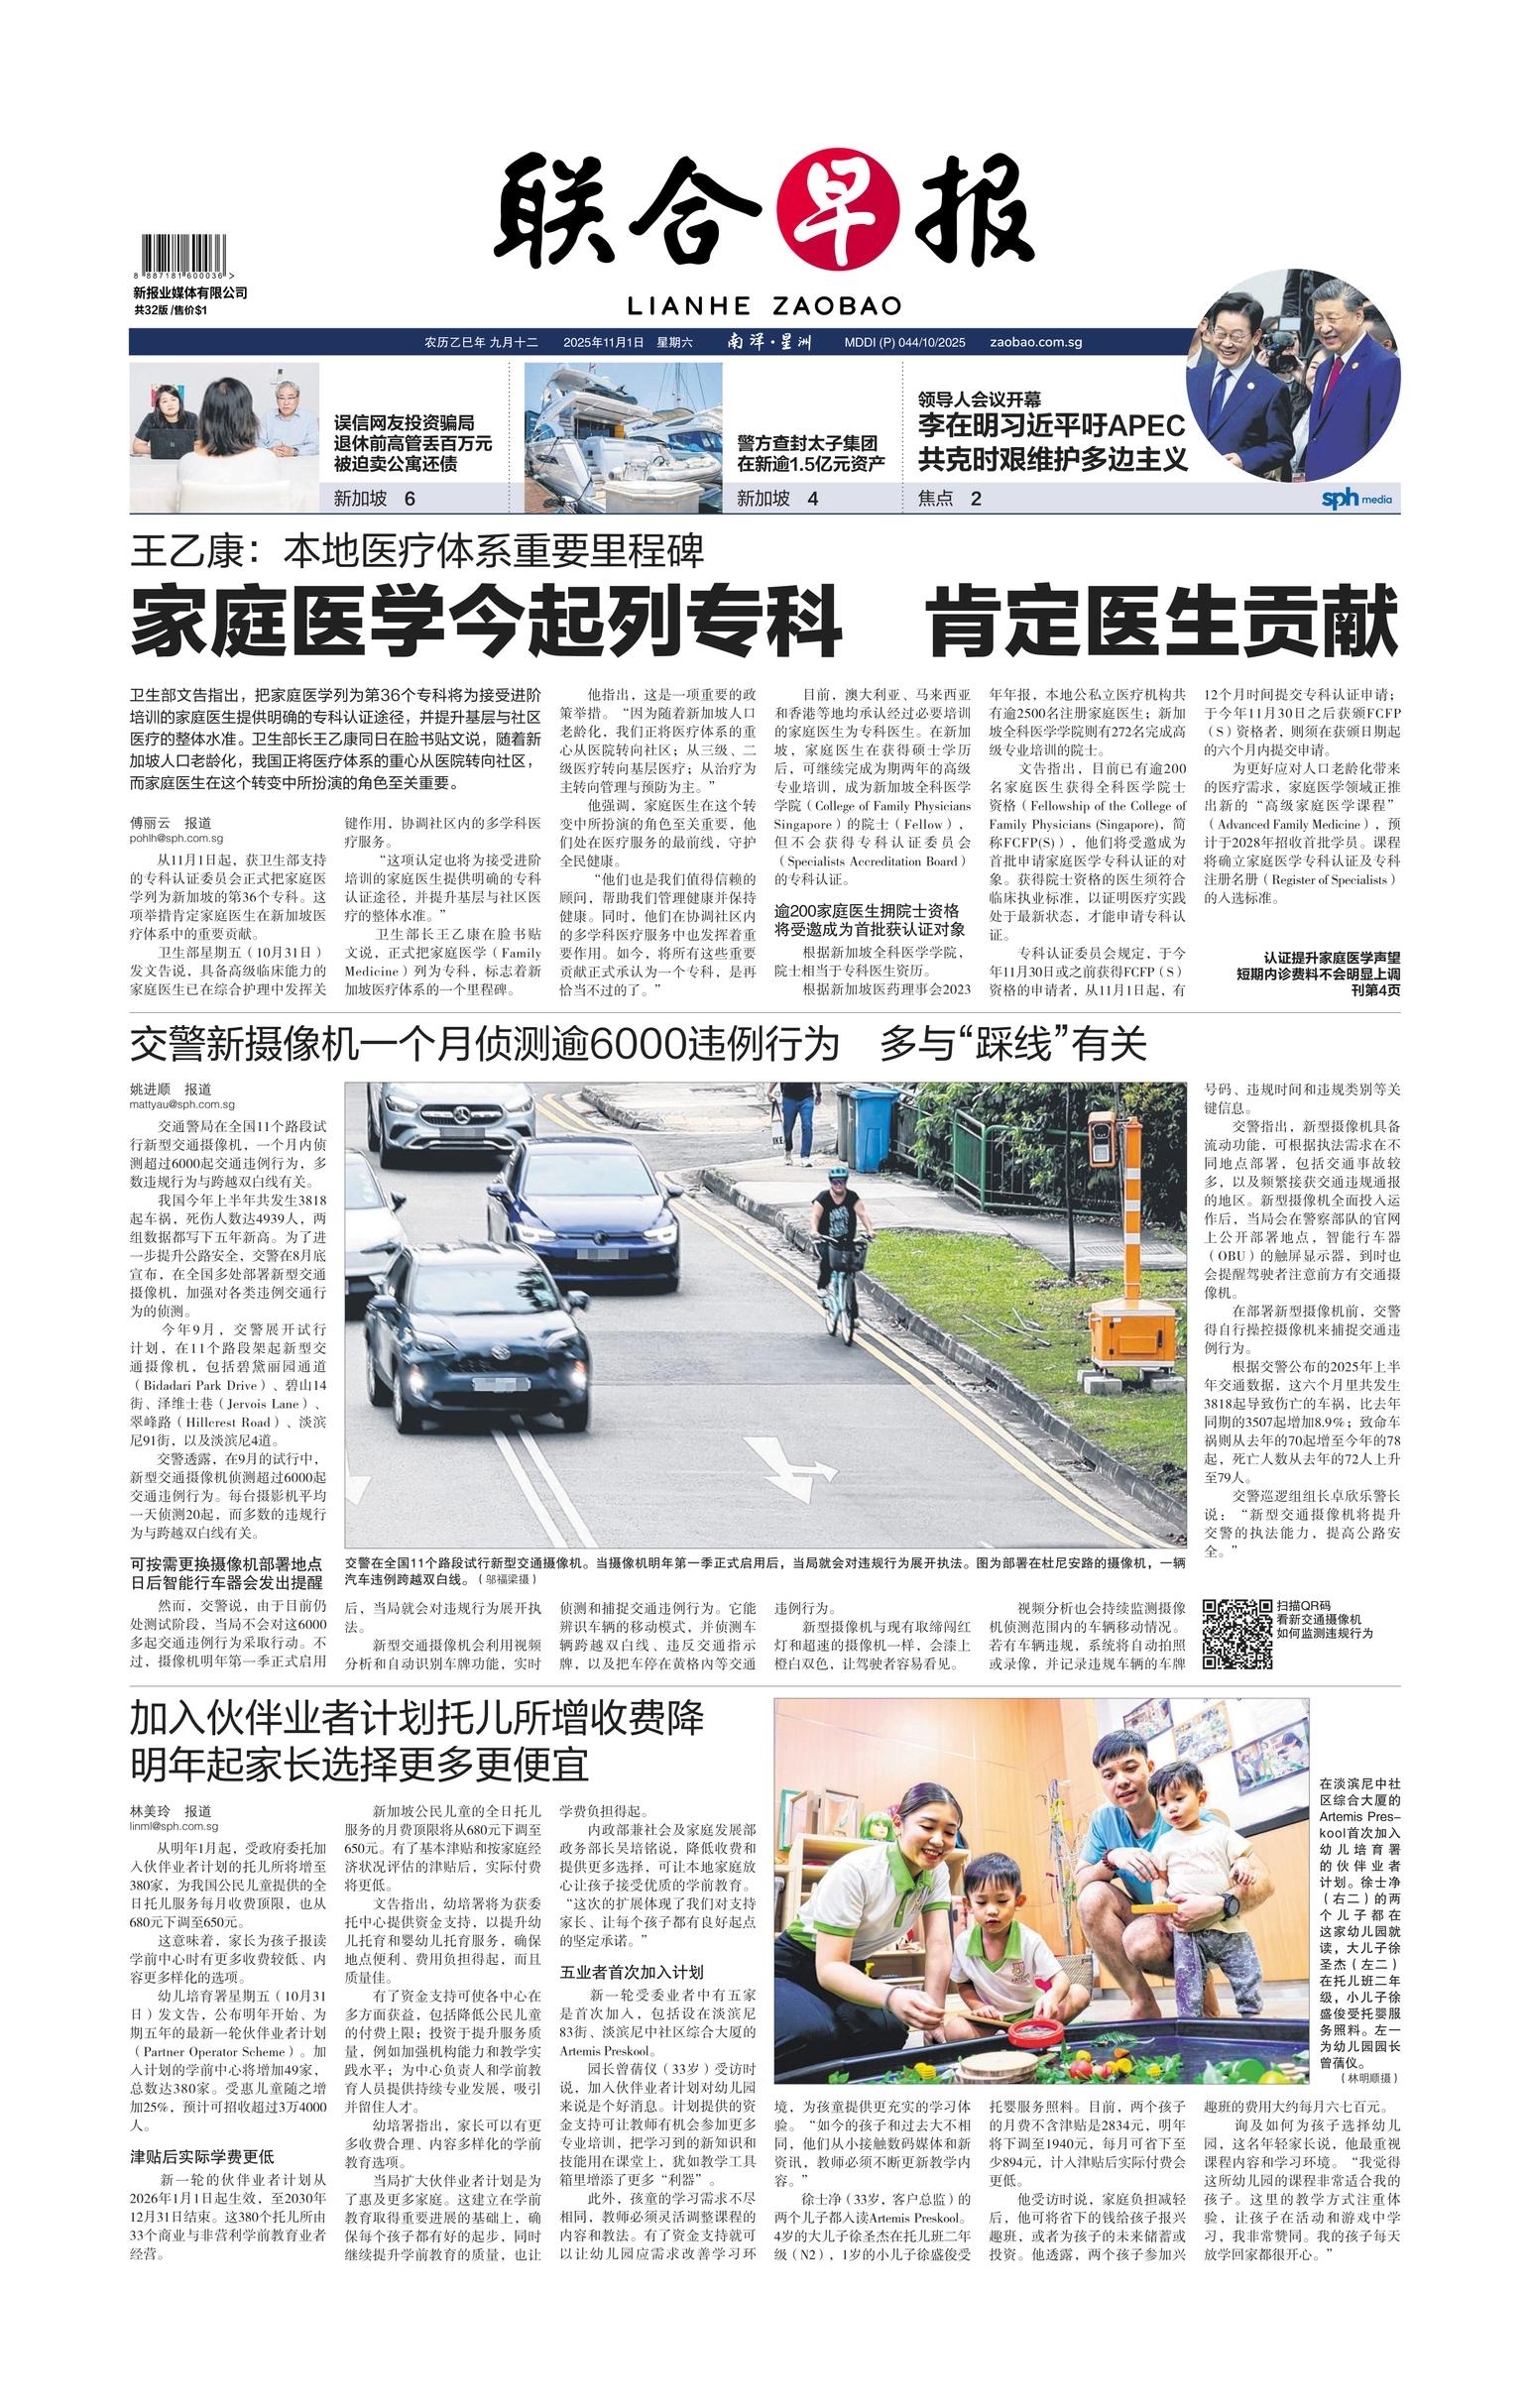 联合早报
LIANHE ZAOBAO
8 887181 600036 >
新报业媒体有限公司
共32版 /售价$1
农历乙巳年 九月十二 2025年11月1日 星期六 南洋·星洲 MDDI (P) 044/10/2025 zaobao.com.sg
误信网友投资骗局
退休前高管丢百万元
被迫卖公寓还债
新加坡 6
警方查封太子集团
在新逾1.5亿元资产
新加坡 4
领导人会议开幕
李在明习近平吁APEC
共克时艰维护多边主义
焦点 2
sph media
王乙康：本地医疗体系重要里程碑
家庭医学今起列专科 肯定医生贡献
卫生部文告指出，把家庭医学列为第36个专科将为接受进阶
培训的家庭医生提供明确的专科认证途径，并提升基层与社区
医疗的整体水准。卫生部长王乙康同日在脸书贴文说，随着新
加坡人口老龄化，我国正将医疗体系的重心从医院转向社区，
而家庭医生在这个转变中所扮演的角色至关重要。
傅丽云 报道
pohlh@sph.com.sg
从11月1日起，获卫生部支持
的专科认证委员会正式把家庭医
学列为新加坡的第36个专科。这
项举措肯定家庭医生在新加坡医
疗体系中的重要贡献。
卫生部星期五（10月31日）
发文告说，具备高级临床能力的
家庭医生已在综合护理中发挥关
键作用，协调社区内的多学科医
疗服务。
“这项认定也将为接受进阶
培训的家庭医生提供明确的专科
认证途径，并提升基层与社区医
疗的整体水准。”
卫生部长王乙康在脸书贴
文说，正式把家庭医学（Family
Medicine）列为专科，标志着新
加坡医疗体系的一个里程碑。
他指出，这是一项重要的政
策举措。“因为随着新加坡人口
老龄化，我们正将医疗体系的重
心从医院转向社区；从三级、二
级医疗转向基层医疗；从治疗为
主转向管理与预防为主。”
他强调，家庭医生在这个转
变中所扮演的角色至关重要，他
们处在医疗服务的最前线，守护
全民健康。
“他们也是我们值得信赖的
顾问，帮助我们管理健康并保持
健康。同时，他们在协调社区内
的多学科医疗服务中也发挥着重
要作用。如今，将所有这些重要
贡献正式承认为一个专科，是再
恰当不过的了。”
目前，澳大利亚、马来西亚
和香港等地均承认经过必要培训
的家庭医生为专科医生。在新加
坡，家庭医生在获得硕士学历
后，可继续完成为期两年的高级
专业培训，成为新加坡全科医学
学院（College of Family Physicians
Singapore）的院士（Fellow），
但不会获得专科认证委员会
（Specialists Accreditation Board）
的专科认证。
逾200家庭医生拥院士资格
将受邀成为首批获认证对象
根据新加坡全科医学学院，
院士相当于专科医生资历。
根据新加坡医药理事会2023
年年报，本地公私立医疗机构共
有逾2500名注册家庭医生；新加
坡全科医学学院则有272名完成高
级专业培训的院士。
文告指出，目前已有逾200
名家庭医生获得全科医学院士
资格（Fellowship of the College of
Family Physicians (Singapore)，简
称FCFP(S)），他们将受邀成为
首批申请家庭医学专科认证的对
象。获得院士资格的医生须符合
临床执业标准，以证明医疗实践
处于最新状态，才能申请专科认
证。
专科认证委员会规定，于今
年11月30日或之前获得FCFP（S）
资格的申请者，从11月1日起，有
12个月时间提交专科认证申请；
于今年11月30日之后获颁FCFP
（S）资格者，则须在获颁日期起
的六个月内提交申请。
为更好应对人口老龄化带来
的医疗需求，家庭医学领域正推
出新的“高级家庭医学课程”
（Advanced Family Medicine），预
计于2028年招收首批学员。课程
将确立家庭医学专科认证及专科
注册名册（Register of Specialists）
的入选标准。
认证提升家庭医学声望
短期内诊费料不会明显上调
刊第4页
交警新摄像机一个月侦测逾6000违例行为 多与“踩线”有关
姚进顺 报道
mattyau@sph.com.sg
交通警局在全国11个路段试
行新型交通摄像机，一个月内侦
测超过6000起交通违例行为，多
数违规行为与跨越双白线有关。
我国今年上半年共发生3818
起车祸，死伤人数达4939人，两
组数据都写下五年新高。为了进
一步提升公路安全，交警在8月底
宣布，在全国多处部署新型交通
摄像机，加强对各类违例交通行
为的侦测。
今年9月，交警展开试行
计划，在11个路段架起新型交
通摄像机，包括碧黛丽园通道
（Bidadari Park Drive）、碧山14
街、泽维士巷（Jervois Lane）、
翠峰路（Hillcrest Road）、淡滨
尼91街，以及淡滨尼4道。
交警透露，在9月的试行中，
新型交通摄像机侦测超过6000起
交通违例行为。每台摄影机平均
一天侦测20起，而多数的违规行
为与跨越双白线有关。
可按需更换摄像机部署地点
日后智能行车器会发出提醒
然而，交警说，由于目前仍
处测试阶段，当局不会对这6000
多起交通违例行为采取行动。不
过，摄像机明年第一季正式启用
交警在全国11个路段试行新型交通摄像机。当摄像机明年第一季正式启用后，当局就会对违规行为展开执法。图为部署在杜尼安路的摄像机，一辆
汽车违例跨越双白线。（邬福梁摄）
后，当局就会对违规行为展开执
法。
新型交通摄像机会利用视频
分析和自动识别车牌功能，实时
侦测和捕捉交通违例行为。它能
辨识车辆的移动模式，并侦测车
辆跨越双白线、违反交通指示
牌，以及把车停在黄格内等交通
违例行为。
新型摄像机与现有取缔闯红
灯和超速的摄像机一样，会漆上
橙白双色，让驾驶者容易看见。
视频分析也会持续监测摄像
机侦测范围内的车辆移动情况。
若有车辆违规，系统将自动拍照
或录像，并记录违规车辆的车牌
号码、违规时间和违规类别等关
键信息。
交警指出，新型摄像机具备
流动功能，可根据执法需求在不
同地点部署，包括交通事故较
多，以及频繁接获交通违规通报
的地区。新型摄像机全面投入运
作后，当局会在警察部队的官网
上公开部署地点，智能行车器
（OBU）的触屏显示器，到时也
会提醒驾驶者注意前方有交通摄
像机。
在部署新型摄像机前，交警
得自行操控摄像机来捕捉交通违
例行为。
根据交警公布的2025年上半
年交通数据，这六个月里共发生
3818起导致伤亡的车祸，比去年
同期的3507起增加8.9%；致命车
祸则从去年的70起增至今年的78
起，死亡人数从去年的72人上升
至79人。
交警巡逻组组长卓欣乐警长
说：“新型交通摄像机将提升
交警的执法能力，提高公路安
全。”
扫描QR码
看新交通摄像机
如何监测违规行为
加入伙伴业者计划托儿所增收费降
明年起家长选择更多更便宜
林美玲 报道
linml@sph.com.sg
从明年1月起，受政府委托加
入伙伴业者计划的托儿所将增至
380家，为我国公民儿童提供的全
日托儿服务每月收费顶限，也从
680元下调至650元。
这意味着，家长为孩子报读
学前中心时有更多收费较低、内
容更多样化的选项。
幼儿培育署星期五（10月31
日）发文告，公布明年开始、为
期五年的最新一轮伙伴业者计划
（Partner Operator Scheme）。加
入计划的学前中心将增加49家，
总数达380家。受惠儿童随之增
加25%，预计可招收超过3万4000
人。
津贴后实际学费更低
新一轮的伙伴业者计划从
2026年1月1日起生效，至2030年
12月31日结束。这380个托儿所由
33个商业与非营利学前教育业者
经营。
新加坡公民儿童的全日托儿
服务的月费顶限将从680元下调至
650元。有了基本津贴和按家庭经
济状况评估的津贴后，实际付费
将更低。
文告指出，幼培署将为获委
托中心提供资金支持，以提升幼
儿托育和婴幼儿托育服务，确保
地点便利、费用负担得起，而且
质量佳。
有了资金支持可使各中心在
多方面获益，包括降低公民儿童
的付费上限；投资于提升服务质
量，例如加强机构能力和教学实
践水平；为中心负责人和学前教
育人员提供持续专业发展，吸引
并留住人才。
幼培署指出，家长可以有更
多收费合理、内容多样化的学前
教育选项。
当局扩大伙伴业者计划是为
了惠及更多家庭。这建立在学前
教育取得重要进展的基础上，确
保每个孩子都有好的起步，同时
继续提升学前教育的质量，也让
学费负担得起。
内政部兼社会及家庭发展部
政务部长吴培铭说，降低收费和
提供更多选择，可让本地家庭放
心让孩子接受优质的学前教育。
“这次的扩展体现了我们对支持
家长、让每个孩子都有良好起点
的坚定承诺。”
五业者首次加入计划
新一轮受委业者中有五家
是首次加入，包括设在淡滨尼
83街、淡滨尼中社区综合大厦的
Artemis Preskool。
园长曾蒨仪（33岁）受访时
说，加入伙伴业者计划对幼儿园
来说是个好消息。计划提供的资
金支持可让教师有机会参加更多
专业培训，把学习到的新知识和
技能用在课堂上，犹如教学工具
箱里增添了更多“利器”。
此外，孩童的学习需求不尽
相同，教师必须灵活调整课程的
内容和教法。有了资金支持就可
以让幼儿园应需求改善学习环
境，为孩童提供更充实的学习体
验。“如今的孩子和过去大不相
同，他们从小接触数码媒体和新
资讯，教师必须不断更新教学内
容。”
徐士净（33岁，客户总监）的
两个儿子都入读Artemis Preskool。
4岁的大儿子徐圣杰在托儿班二年
级（N2），1岁的小儿子徐盛俊受
托婴服务照料。目前，两个孩子
的月费不含津贴是2834元，明年
将下调至1940元，每月可省下至
少894元，计入津贴后实际付费会
更低。
他受访时说，家庭负担减轻
后，他可将省下的钱给孩子报兴
趣班，或者为孩子的未来储蓄或
投资。他透露，两个孩子参加兴
趣班的费用大约每月六七百元。
询及如何为孩子选择幼儿
园，这名年轻家长说，他最重视
课程内容和学习环境。“我觉得
这所幼儿园的课程非常适合我的
孩子。这里的教学方式注重体
验，让孩子在活动和游戏中学
习，我非常赞同。我的孩子每天
放学回家都很开心。”
在淡滨尼中社
区综合大厦的
Artemis Pres-
kool首次加入
幼儿培育署
的伙伴业者
计划。徐士净
（右二）的两
个儿子都在
这家幼儿园就
读，大儿子徐
圣杰（左二）
在托儿班二年
级，小儿子徐
盛俊受托婴服
务照料。左一
为幼儿园园长
曾蒨仪。
（林明顺摄）